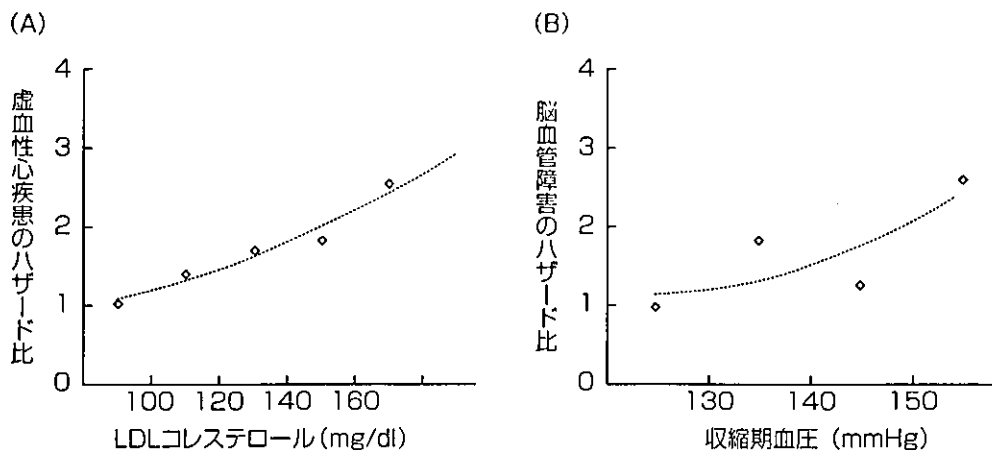 (A)
虚血性心疾患のハザード比
4
3
2
1
0
100 120 140 160
LDLコレステロール(mg/dl)
(B)
脳血管障害のハザード比
4
3
2
1
0
130 140 150
収縮期血圧(mmHg)